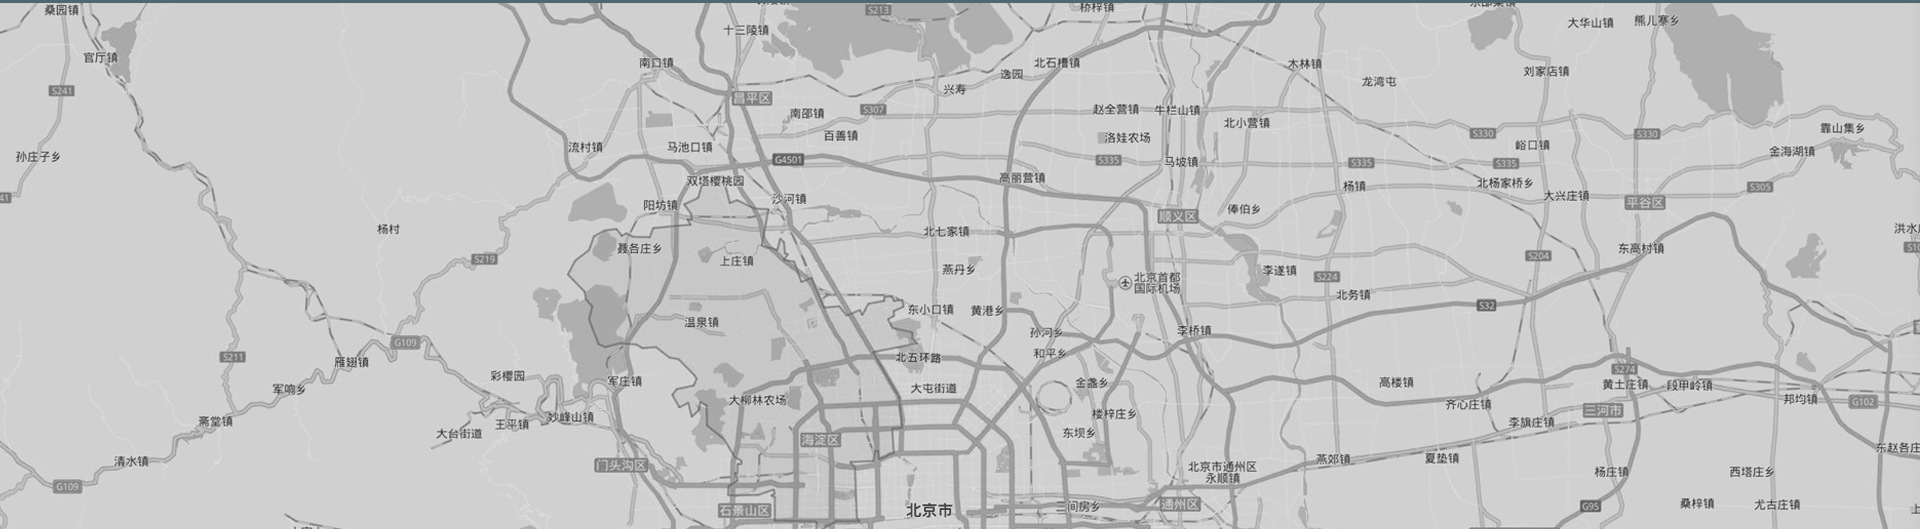 桑园镇
S213
桥梓镇
大华山镇
熊儿寨乡
十三陵镇
官厅镇
南口镇
逸园
北石槽镇
木林镇
龙湾屯
刘家店镇
S241
昌平区
兴寿
南邵镇
S307
赵全营镇
牛栏山镇
北小营镇
百善镇
洛娃农场
S330
S330
靠山集乡
流村镇
马池口镇
峪口镇
金海湖镇
孙庄子乡
G4501
S335
马坡镇
S335
S335
双塔樱桃园
高丽营镇
杨镇
北杨家桥乡
S305
41
沙河镇
大兴庄镇
平谷区
阳坊镇
顺义区
俸伯乡
杨村
北七家镇
洪水
聂各庄乡
东高村镇
S219
上庄镇
燕丹乡
李遂镇
S224
S204
北京首都
国际机场
北务镇
S32
东小口镇
黄港乡
温泉镇
孙河乡
李桥镇
G109
S211
雁翅镇
北五环路
和平乡
S274
彩樱园
军庄镇
军响乡
大屯街道
金盏乡
高楼镇
黄土庄镇
段甲岭镇
大柳林农场
邦均镇
G102
齐心庄镇
三河市
斋堂镇
王平镇
妙峰山镇
楼梓庄乡
李旗庄镇
大台街道
海淀区
东坝乡
东赵各庄
清水镇
门头沟区
北京市通州区
永顺镇
燕郊镇
夏垫镇
杨庄镇
西塔庄乡
G109
石景山区
北京市
三间房乡
通州区
G95
桑梓镇
尤古庄镇